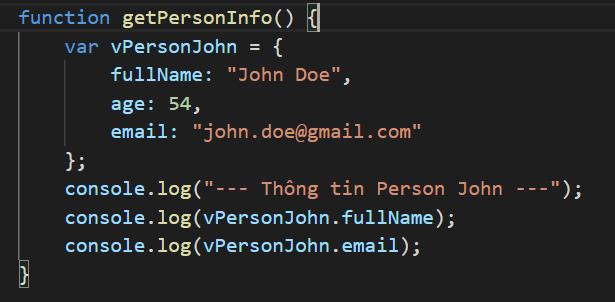 function getPersonInfo() {
var vPersonJohn = {
fullName: "John Doe",
age: 54,
email: "john.doe@gmail.com"
};
console.log("--- Thông tin Person John ---");
console.log(vPersonJohn.fullName);
console.log(vPersonJohn.email);
}